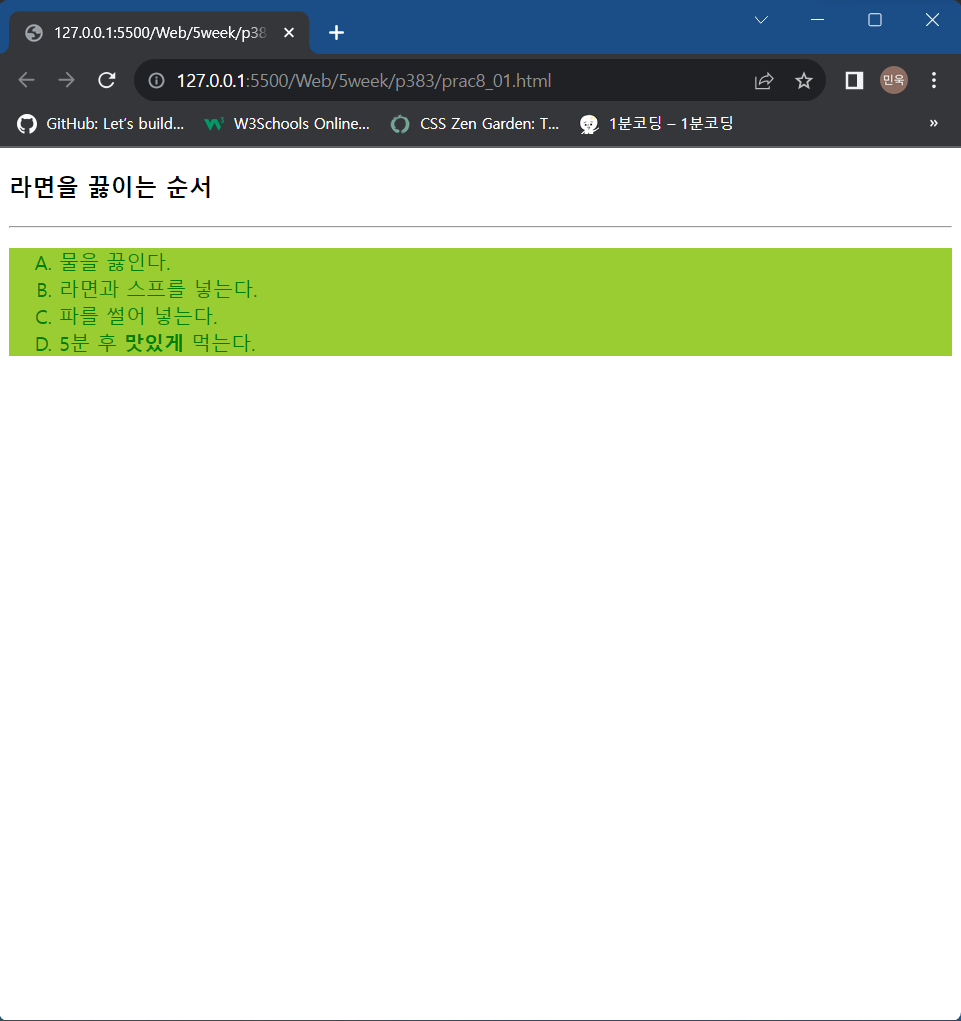 127.0.0.1:5500/Web/5week/p38
127.0.0.1:5500/Web/5week/p383/prac8_01.html
민욱
GitHub: Let's build...
W3Schools Online...
CSS Zen Garden: T...
1분코딩 – 1분코딩
»
라면을 끓이는 순서
A. 물을 끓인다.
B. 라면과 스프를 넣는다.
C. 파를 썰어 넣는다.
D. 5분 후 맛있게 먹는다.